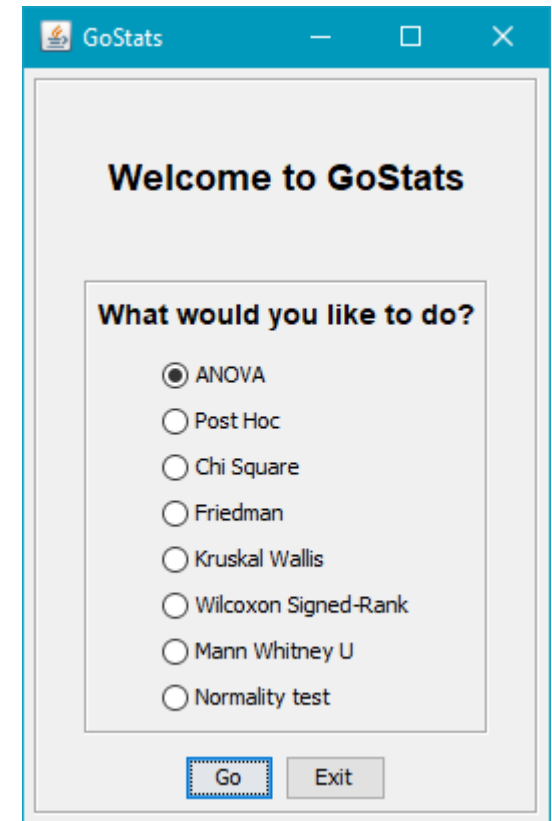 GoStats
Welcome to GoStats
What would you like to do?
ANOVA
Post Hoc
Chi Square
Friedman
Kruskal Wallis
Wilcoxon Signed-Rank
Mann Whitney U
Normality test
Go Exit